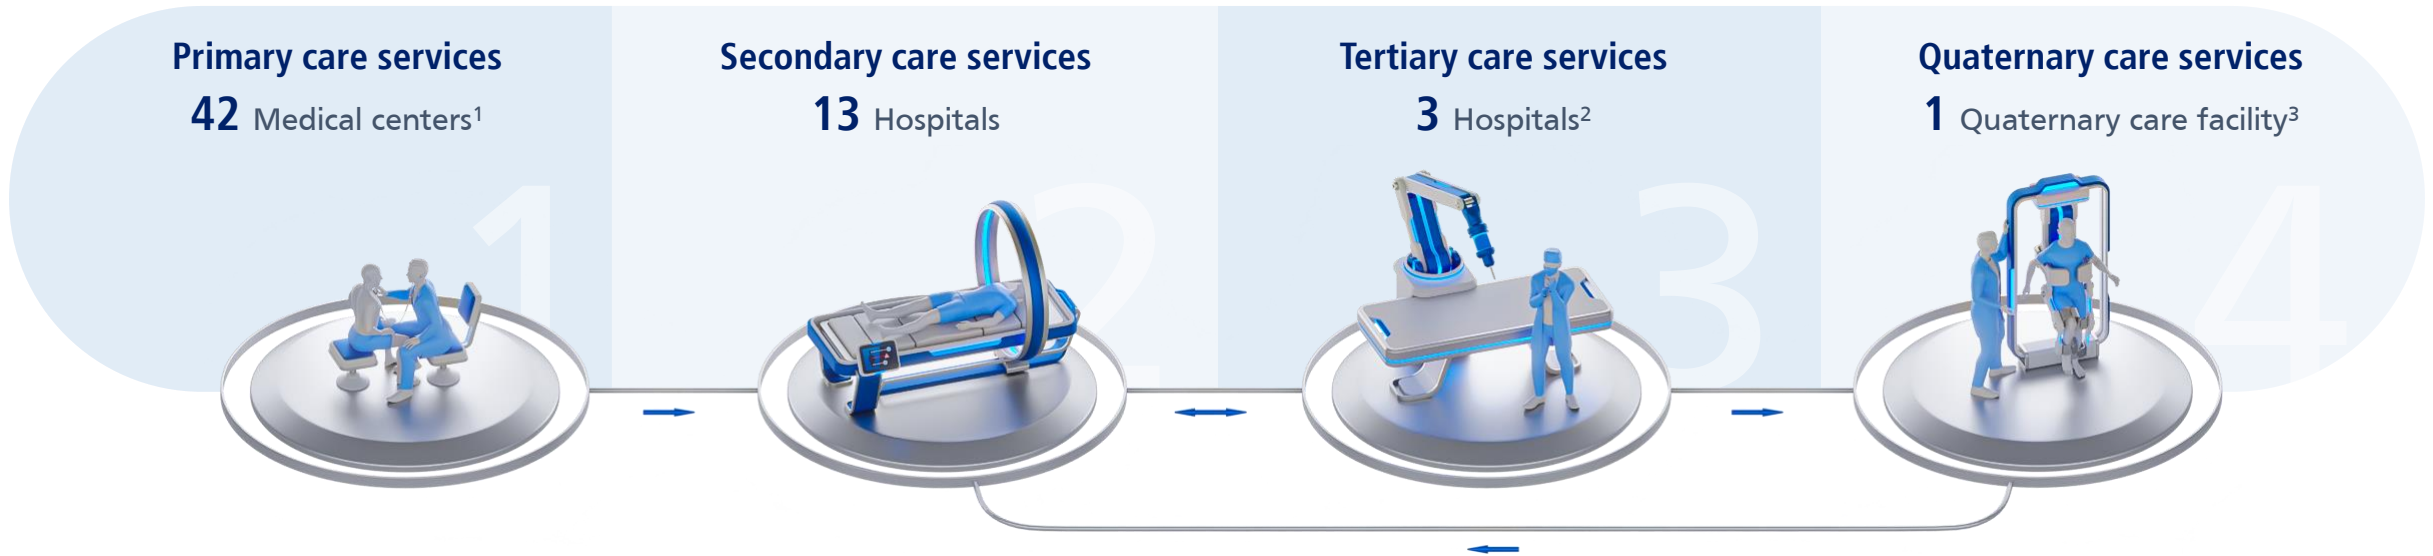 Primary care services
42 Medical centers¹
Secondary care services
13 Hospitals
Tertiary care services
3 Hospitals²
Quaternary care services
1 Quaternary care facility³
1
2
3
4